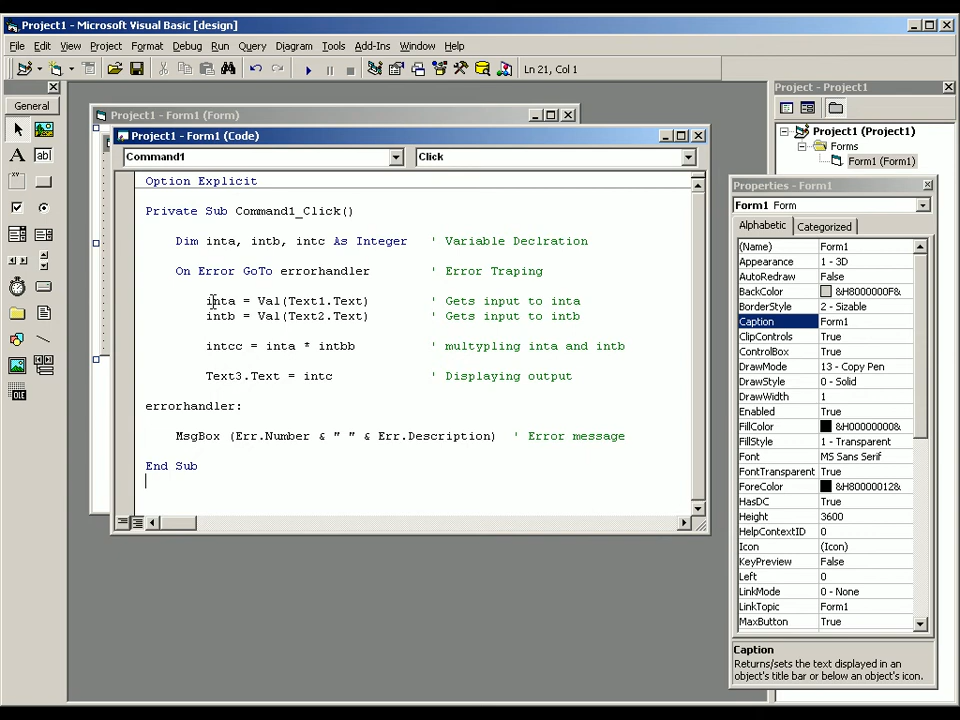 Project1 - Microsoft Visual Basic [design]
File Edit View Project Format Debug Run Query Diagram Tools Add-Ins Window Help
Ln 21, Col 1
General
Project1 - Form1 (Form)
Project1 - Form1 (Code)
Command1 Click
Option Explicit
Private Sub Command1_Click()
Dim inta, intb, intc As Integer ' Variable Declration
On Error GoTo errorhandler ' Error Traping
inta = Val(Text1.Text) ' Gets input to inta
intb = Val(Text2.Text) ' Gets input to intb
intcc = inta * intbb ' multypling inta and intb
Text3.Text = intc ' Displaying output
errorhandler:
MsgBox (Err.Number & " " & Err.Description) ' Error message
End Sub
Project - Project1
Project1 (Project1)
Forms
Form1 (Form1)
Properties - Form1
Form1 Form
Alphabetic Categorized
(Name) Form1
Appearance 1 - 3D
AutoRedraw False
BackColor &H8000000F&
BorderStyle 2 - Sizable
Caption Form1
ClipControls True
ControlBox True
DrawMode 13 - Copy Pen
DrawStyle 0 - Solid
DrawWidth 1
Enabled True
FillColor &H00000000&
FillStyle 1 - Transparent
Font MS Sans Serif
FontTransparent True
ForeColor &H80000012&
HasDC True
Height 3600
HelpContextID 0
Icon (Icon)
KeyPreview False
Left 0
LinkMode 0 - None
LinkTopic Form1
MaxButton True
Caption
Returns/sets the text displayed in an
object's title bar or below an object's icon.